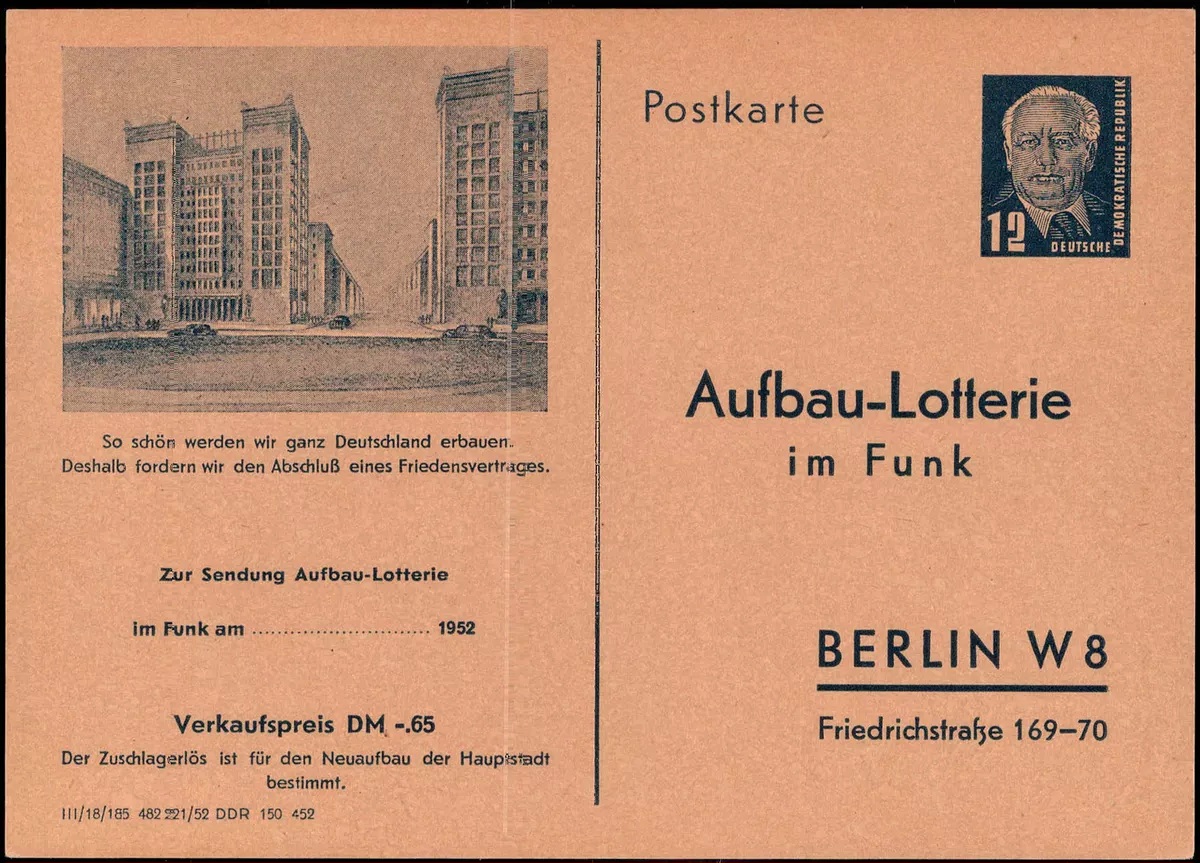 So schön werden wir ganz Deutschland erbauen.
Deshalb fordern wir den Abschluß eines Friedensvertrages.
Zur Sendung Aufbau-Lotterie
im Funk am ............................ 1952
Verkaufspreis DM -.65
Der Zuschlagerlös ist für den Neuaufbau der Hauptstadt
bestimmt.
III/18/185 482 221/52 DDR 150 452
Postkarte
12
DEUTSCHE
DEMOKRATISCHE REPUBLIK
Aufbau-Lotterie
im Funk
BERLIN W 8
Friedrichstraße 169–70